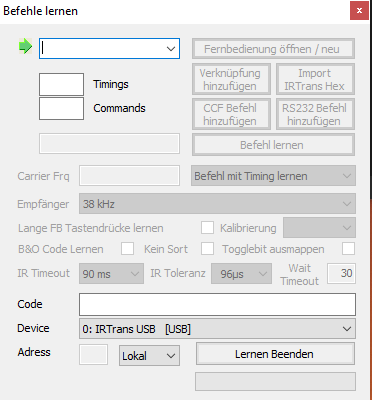 Befehle lernen
Fernbedienung öffnen / neu
Timings
Verknüpfung hinzufügen
Import IRTrans Hex
Commands
CCF Befehl hinzufügen
RS232 Befehl hinzufügen
Befehl lernen
Carrier Frq
Befehl mit Timing lernen
Empfänger
38 kHz
Lange FB Tastendrücke lernen
Kalibrierung
B&O Code Lernen
Kein Sort
Togglebit ausmappen
IR Timeout
90 ms
IR Toleranz
96µs
Wait Timeout
30
Code
Device
0: IRTrans USB [USB]
Adress
Lokal
Lernen Beenden